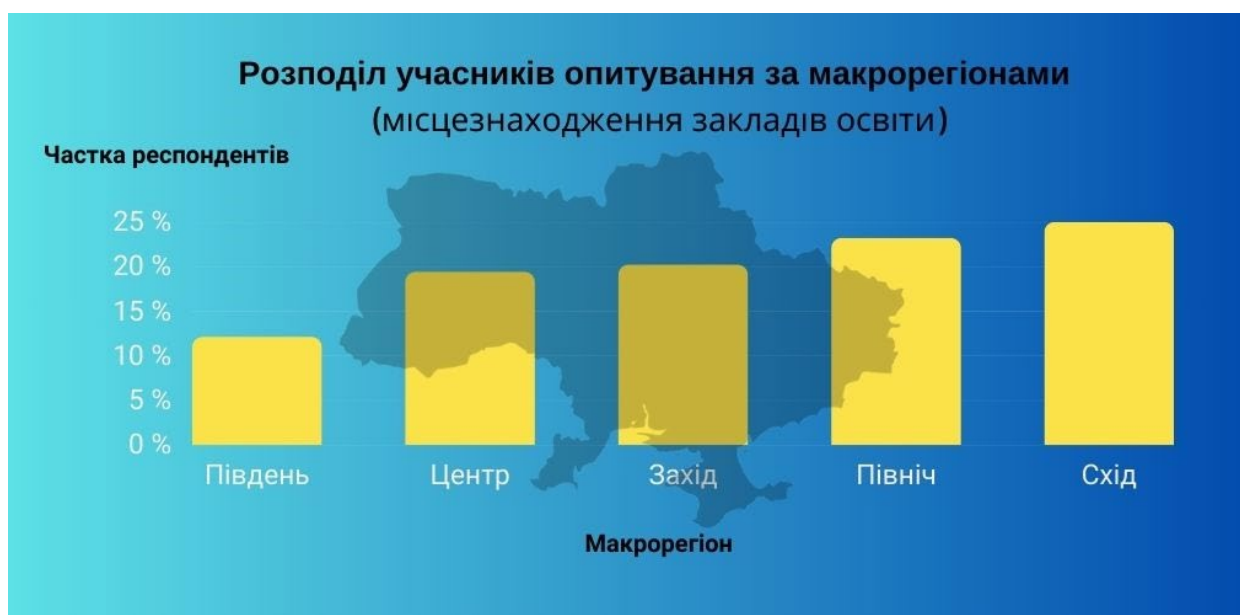 Розподіл учасників опитування за макрорегіонами
(місцезнаходження закладів освіти)
Частка респондентів
25 %
20 %
15 %
10 %
5 %
0 %
Південь Центр Захід Північ Схід
Макрорегіон